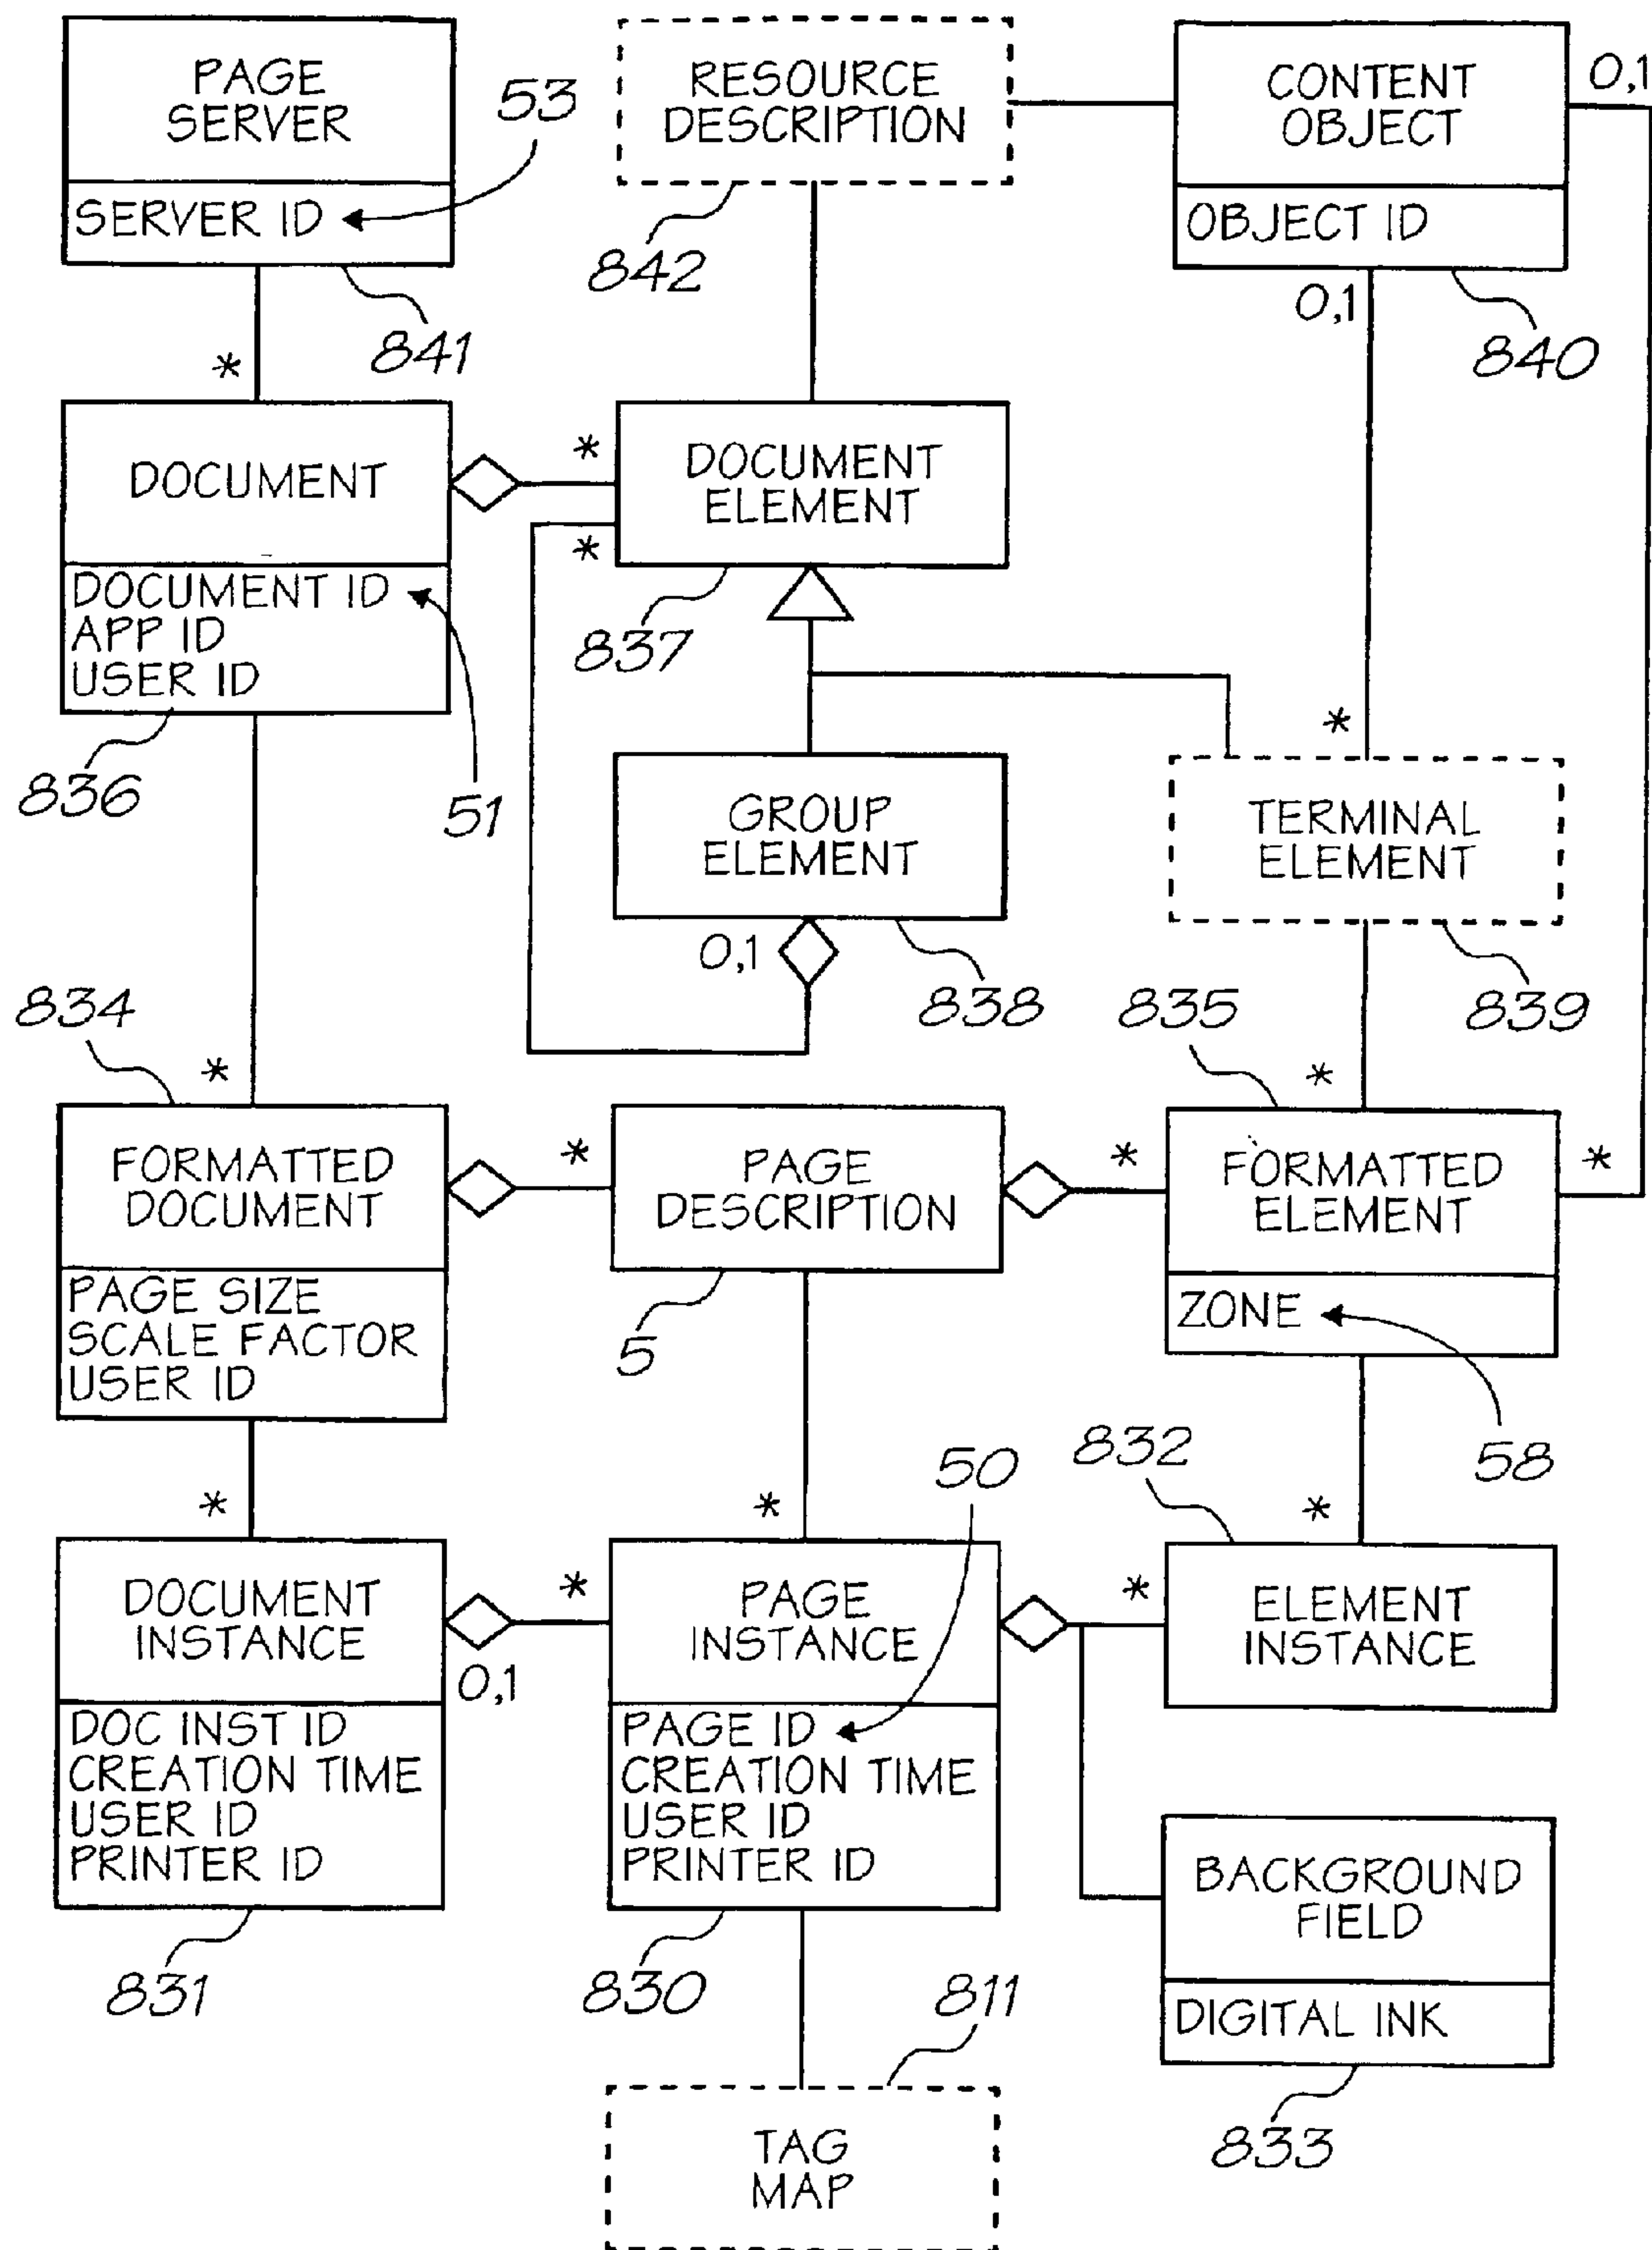 PAGE
SERVER
SERVER ID
53
841
RESOURCE
DESCRIPTION
842
CONTENT
OBJECT
OBJECT ID
0,1
0,1
840
*
DOCUMENT
DOCUMENT ID
APP ID
USER ID
836
51
*
*
DOCUMENT
ELEMENT
837
GROUP
ELEMENT
0,1
838
*
TERMINAL
ELEMENT
839
834
*
FORMATTED
DOCUMENT
PAGE SIZE
SCALE FACTOR
USER ID
*
PAGE
DESCRIPTION
5
835
*
*
*
FORMATTED
ELEMENT
ZONE
58
*
DOCUMENT
INSTANCE
DOC INST ID
CREATION TIME
USER ID
PRINTER ID
831
0,1
*
*
50
PAGE
INSTANCE
PAGE ID
CREATION TIME
USER ID
PRINTER ID
830
832
*
*
ELEMENT
INSTANCE
BACKGROUND
FIELD
DIGITAL INK
833
811
TAG
MAP